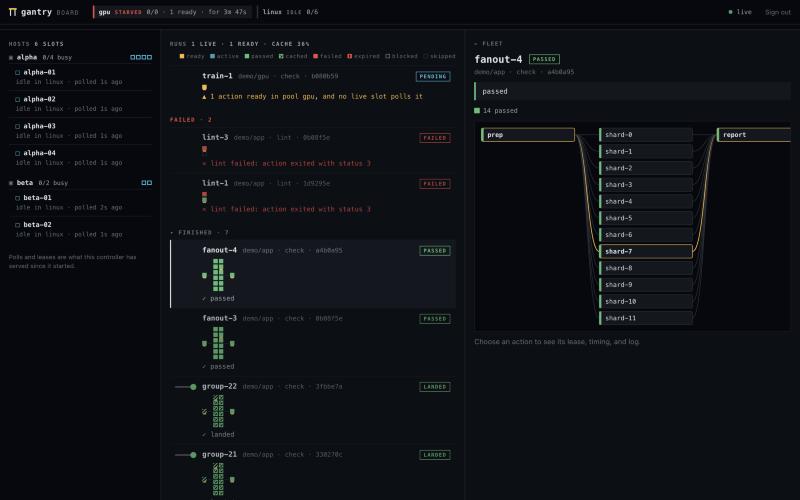 gantry BOARD
gpu STARVED 0/0 · 1 ready · for 3m 47s
linux IDLE 0/6
live
Sign out
HOSTS 6 SLOTS
alpha 0/4 busy
alpha-01
idle in linux · polled 1s ago
alpha-02
idle in linux · polled 1s ago
alpha-03
idle in linux · polled 1s ago
alpha-04
idle in linux · polled 1s ago
beta 0/2 busy
beta-01
idle in linux · polled 2s ago
beta-02
idle in linux · polled 1s ago
Polls and leases are what this controller has
served since it started.
RUNS 1 LIVE · 1 READY · CACHE 36%
ready active passed cached failed expired blocked skipped
train-1 demo/gpu · check · b080b59 PENDING
▲ 1 action ready in pool gpu, and no live slot polls it
FAILED · 2
lint-3 demo/app · lint · 0b08f5e FAILED
✕ lint failed: action exited with status 3
lint-1 demo/app · lint · 1d9295e FAILED
✕ lint failed: action exited with status 3
FINISHED · 7
fanout-4 demo/app · check · a4b0a95 PASSED
✓ passed
fanout-3 demo/app · check · 0b08f5e PASSED
✓ passed
group-22 demo/app · check · 2fbbe7a LANDED
✓ landed
group-21 demo/app · check · 330270c LANDED
← FLEET
fanout-4 PASSED
demo/app · check · a4b0a95
passed
14 passed
prep
shard-0
shard-1
shard-2
shard-3
shard-4
shard-5
shard-6
shard-7
shard-8
shard-9
shard-10
shard-11
report
Choose an action to see its lease, timing, and log.